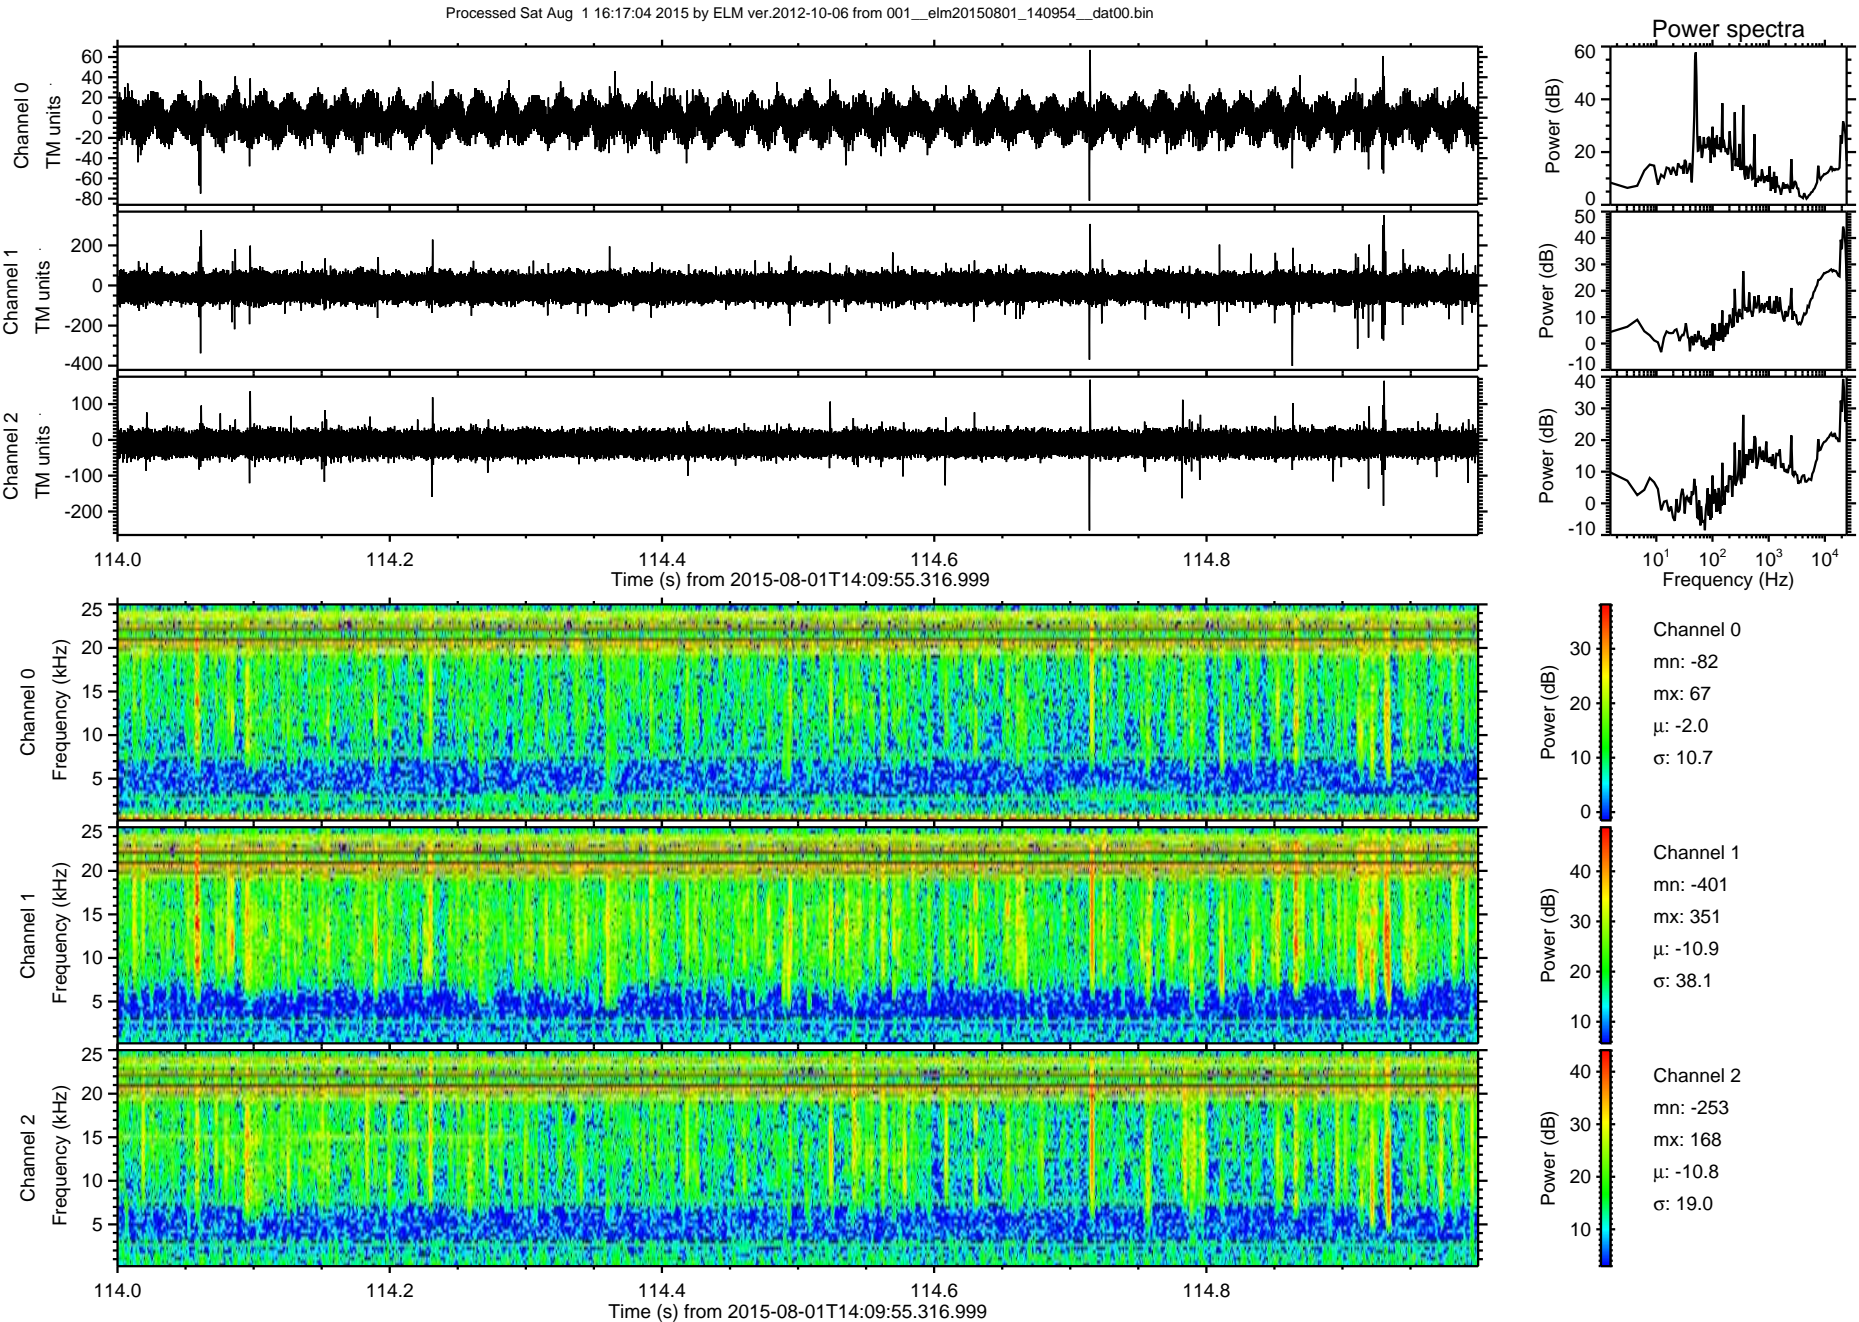 Processed Sat Aug 1 16:17:04 2015 by ELM ver.2012-10-06 from 001__elm20150801_140954__dat00.bin
Power spectra
Channel 0
TM units
60
40
20
0
-20
-40
-60
-80
Power (dB)
60
40
20
0
Channel 1
TM units
200
0
-200
-400
Power (dB)
50
40
30
20
10
0
-10
Channel 2
TM units
100
0
-100
-200
Power (dB)
40
30
20
10
0
-10
114.0 114.2 114.4 114.6 114.8
Time (s) from 2015-08-01T14:09:55.316.999
10¹ 10² 10³ 10⁴
Frequency (Hz)
Channel 0
Frequency (kHz)
25
20
15
10
5
Power (dB)
30
20
10
0
Channel 0
mn: -82
mx: 67
μ: -2.0
σ: 10.7
Channel 1
Frequency (kHz)
25
20
15
10
5
Power (dB)
40
30
20
10
Channel 1
mn: -401
mx: 351
μ: -10.9
σ: 38.1
Channel 2
Frequency (kHz)
25
20
15
10
5
Power (dB)
40
30
20
10
Channel 2
mn: -253
mx: 168
μ: -10.8
σ: 19.0
114.0 114.2 114.4 114.6 114.8
Time (s) from 2015-08-01T14:09:55.316.999